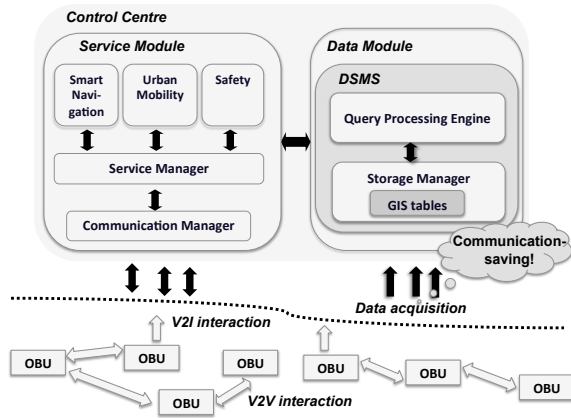 Control Centre
Service Module
Data Module
Smart
Navi-
gation
Urban
Mobility
Safety
DSMS
Query Processing Engine
Service Manager
Storage Manager
GIS tables
Communication Manager
Communication-
saving!
V2I interaction
Data acquisition
OBU
OBU
OBU
OBU
OBU
OBU
OBU
V2V interaction